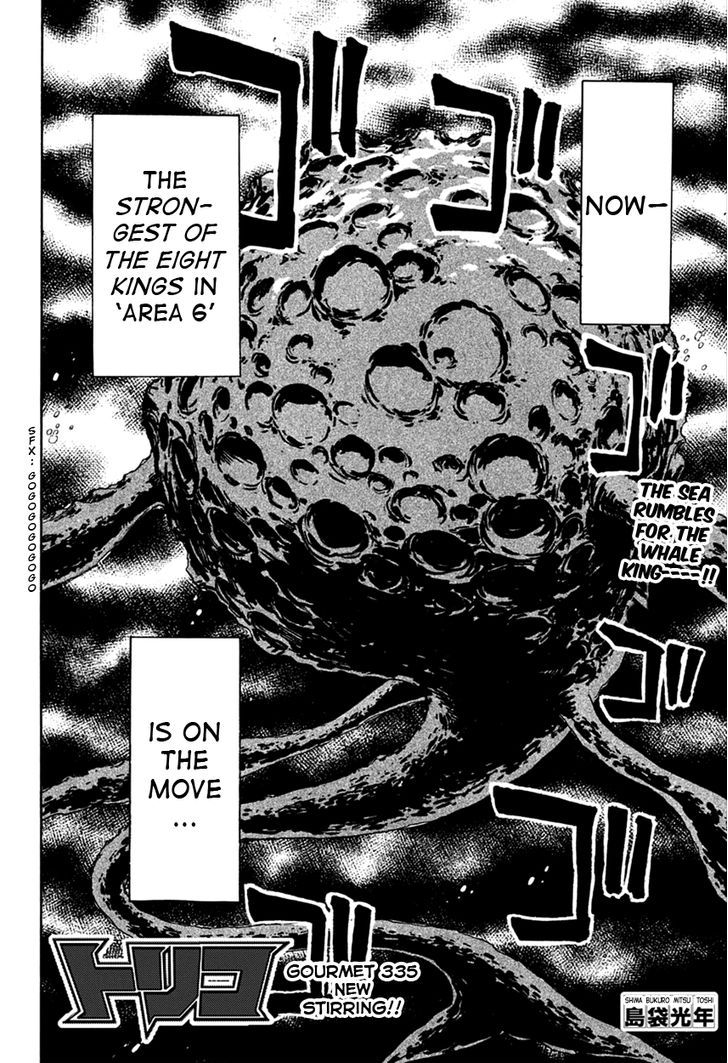 NOW—
THE
STRON-
GEST OF
THE EIGHT
KINGS IN
'AREA 6'
ゴゴ
ゴゴゴ
THE SEA
RUMBLES
FOR THE
WHALE
KING----!!
SFX: GOGOGOGOGOGO
IS ON
THE
MOVE
...
トリコ
GOURMET 335
NEW
STIRRING!!
SHIMA BUKURO MITSU TOSHI
島袋光年